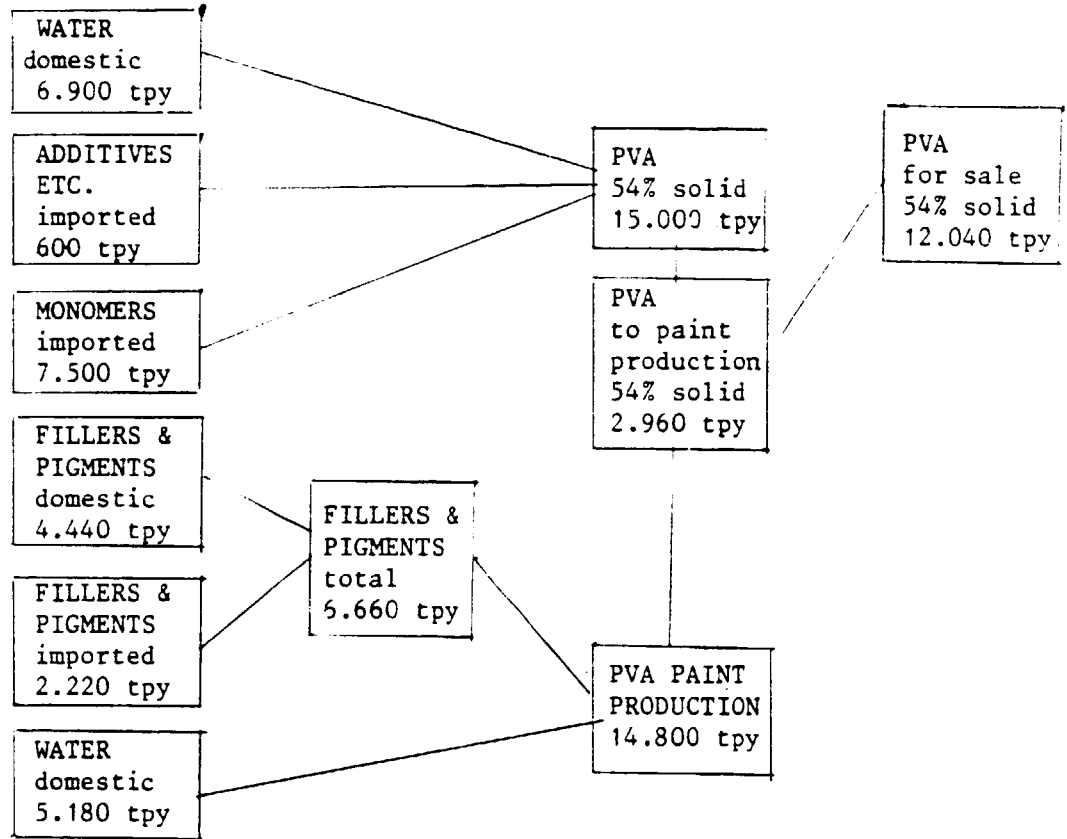 WATER
domestic
6.900 tpy
ADDITIVES
ETC.
imported
600 tpy
MONOMERS
imported
7.500 tpy
FILLERS &
PIGMENTS
domestic
4.440 tpy
FILLERS &
PIGMENTS
imported
2.220 tpy
WATER
domestic
5.180 tpy
FILLERS &
PIGMENTS
total
6.660 tpy
PVA
54% solid
15.000 tpy
PVA
to paint
production
54% solid
2.960 tpy
PVA PAINT
PRODUCTION
14.800 tpy
PVA
for sale
54% solid
12.040 tpy